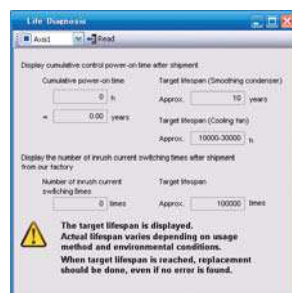 Life Diagnosis
Axis1 Read
Display cumulative control power-on time after shipment
Cumulative power-on time Target lifespan (Smoothing condenser)
0 h Approx. 10 years
= 0.00 years Target lifespan (Cooling fan)
Approx. 10000-30000 h
Display the number of inrush current switching times after shipment
from our factory
Number of inrush current Target lifespan
switching times
0 times Approx. 100000 times
The target lifespan is displayed.
Actual lifespan varies depending on usage
method and environmental conditions.
When target lifespan is reached, replacement
should be done, even if no error is found.